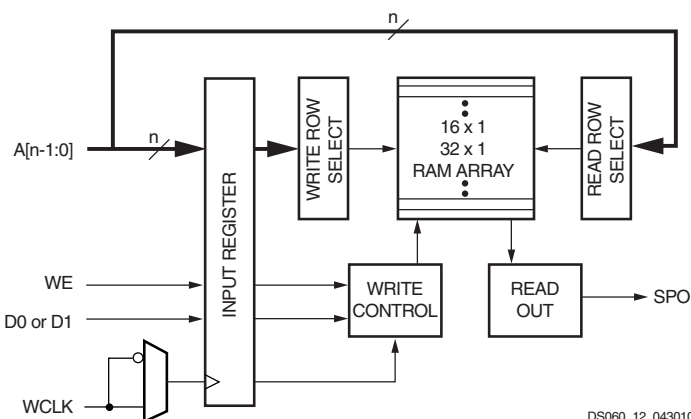 n
n
A[n-1:0]
INPUT REGISTER
WRITE ROW
SELECT
16 x 1
32 x 1
RAM ARRAY
READ ROW
SELECT
WE
D0 or D1
WRITE
CONTROL
READ
OUT
SPO
WCLK
DS060_12_043010